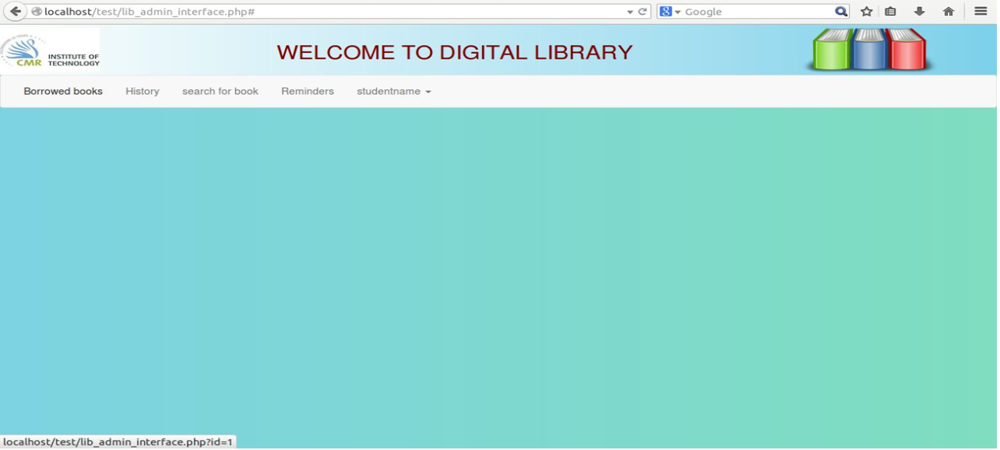 localhost/test/lib_admin_interface.php#
Google
CMR
INSTITUTE OF
TECHNOLOGY
WELCOME TO DIGITAL LIBRARY
Borrowed books History search for book Reminders studentname
localhost/test/lib_admin_interface.php?id=1